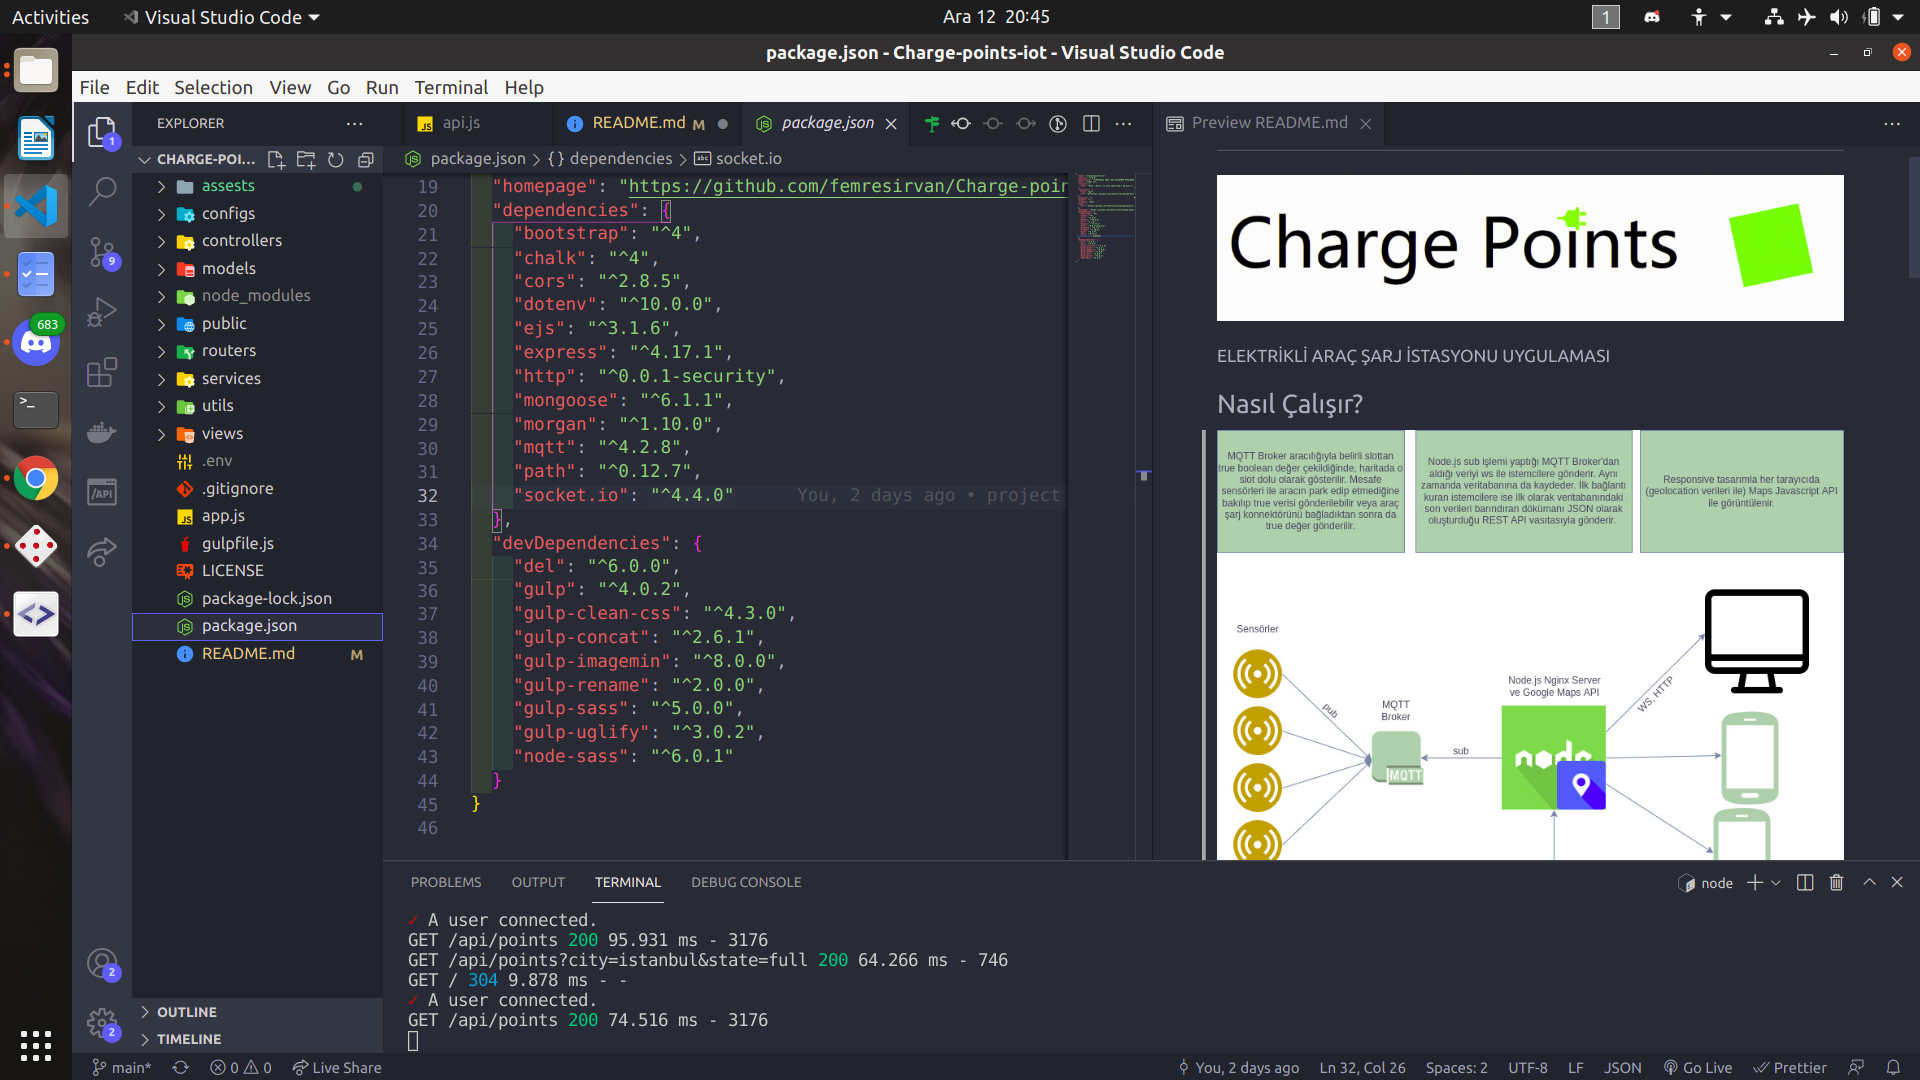 Activities
Visual Studio Code
Ara 12 20:45
1
package.json - Charge-points-iot - Visual Studio Code
File Edit Selection View Go Run Terminal Help
EXPLORER
api.js
README.md M
package.json
Preview README.md
CHARGE-POI...
package.json > {} dependencies > abc socket.io
assests
configs
controllers
models
node_modules
public
routers
services
utils
views
.env
.gitignore
JS app.js
gulpfile.js
LICENSE
package-lock.json
package.json
README.md M
OUTLINE
TIMELINE
1
9
683
2
2
19 "homepage": "https://github.com/femresirvan/Charge-poin
20 "dependencies": {
21 "bootstrap": "^4",
22 "chalk": "^4",
23 "cors": "^2.8.5",
24 "dotenv": "^10.0.0",
25 "ejs": "^3.1.6",
26 "express": "^4.17.1",
27 "http": "^0.0.1-security",
28 "mongoose": "^6.1.1",
29 "morgan": "^1.10.0",
30 "mqtt": "^4.2.8",
31 "path": "^0.12.7",
32 "socket.io": "^4.4.0" You, 2 days ago • project
33 },
34 "devDependencies": {
35 "del": "^6.0.0",
36 "gulp": "^4.0.2",
37 "gulp-clean-css": "^4.3.0",
38 "gulp-concat": "^2.6.1",
39 "gulp-imagemin": "^8.0.0",
40 "gulp-rename": "^2.0.0",
41 "gulp-sass": "^5.0.0",
42 "gulp-uglify": "^3.0.2",
43 "node-sass": "^6.0.1"
44 }
45 }
46
Charge Points
ELEKTRİKLİ ARAÇ ŞARJ İSTASYONU UYGULAMASI
Nasıl Çalışır?
MQTT Broker aracılığıyla belirli slottan
true boolean değer çekildiğinde, haritada o
slot dolu olarak gösterilir. Mesafe
sensörleri ile aracın park edip etmediğine
bakılıp true verisi gönderilebilir veya araç
şarj konnektörünü bağladıktan sonra da
true değer gönderilir.
Node.js sub işlemi yaptığı MQTT Broker'dan
aldığı veriyi ws ile istemcilere gönderir. Aynı
zamanda veritabanına da kaydeder. İlk bağlantı
kuran istemcilere ise ilk olarak veritabanındaki
son verileri barındıran dökümanı JSON olarak
oluşturduğu REST API vasıtasıyla gönderir.
Responsive tasarımla her tarayıcıda
(geolocation verileri ile) Maps Javascript API
ile görüntülenir.
Sensörler
pub
MQTT
Broker
MQTT
sub
Node.js Nginx Server
ve Google Maps API
node
WS, HTTP
PROBLEMS OUTPUT TERMINAL DEBUG CONSOLE
node
✓ A user connected.
GET /api/points 200 95.931 ms - 3176
GET /api/points?city=istanbul&state=full 200 64.266 ms - 746
GET / 304 9.878 ms - -
✓ A user connected.
GET /api/points 200 74.516 ms - 3176
main* 0 0 Live Share
You, 2 days ago Ln 32, Col 26 Spaces: 2 UTF-8 LF JSON Go Live Prettier